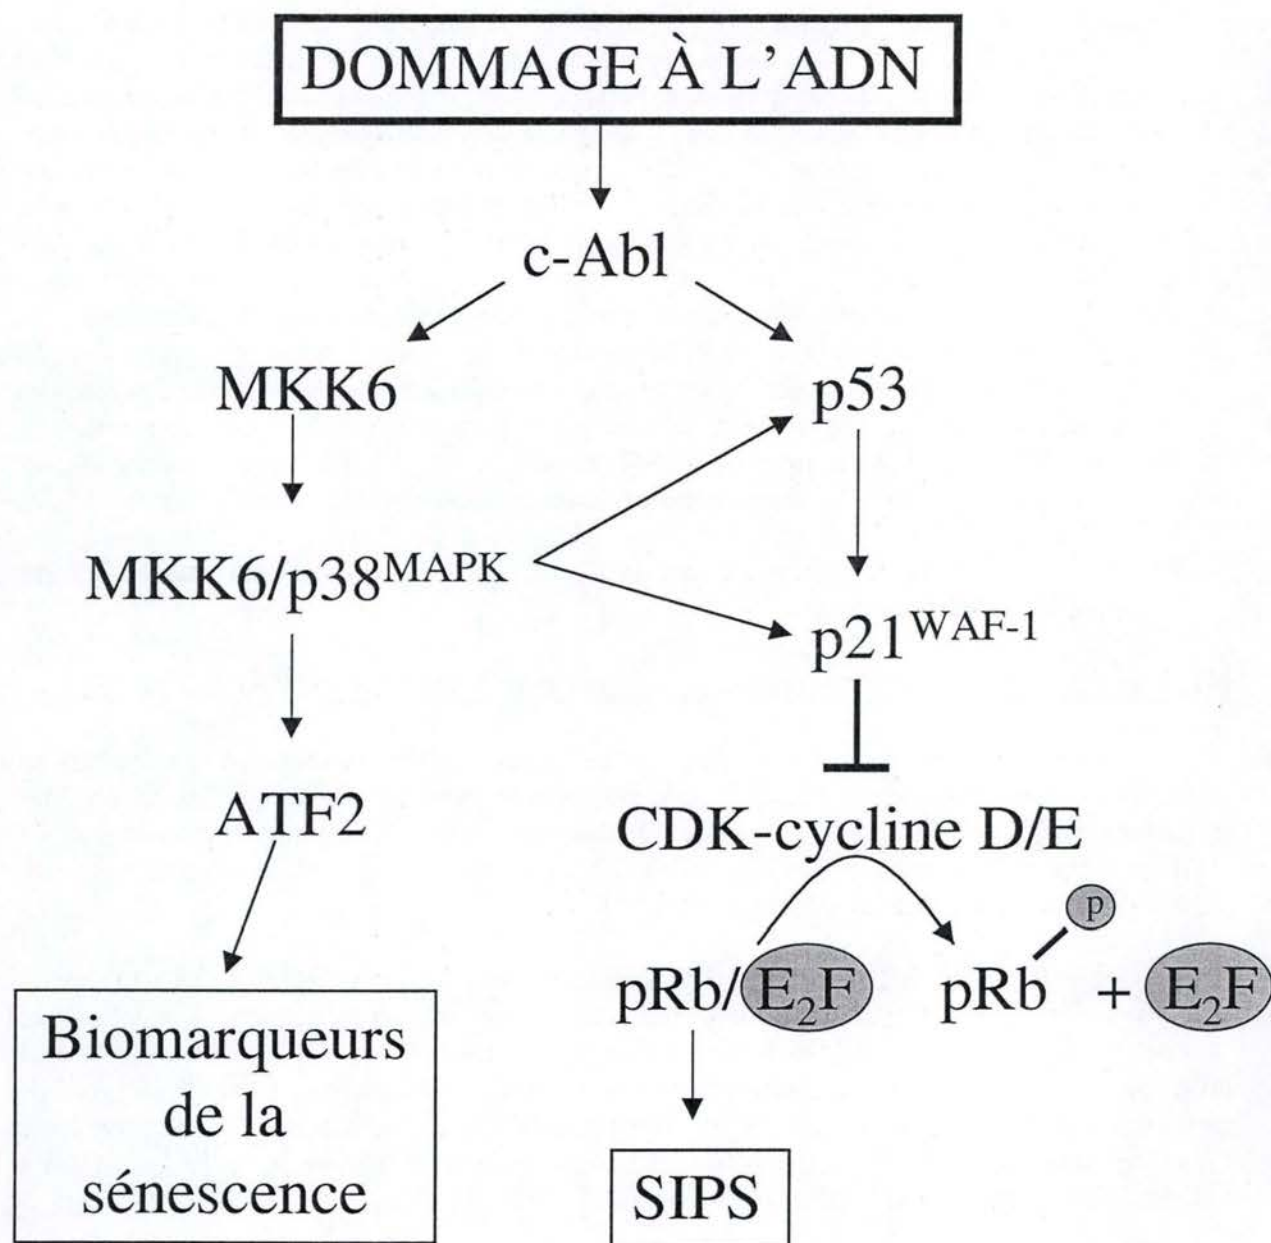 DOMMAGE À L'ADN
c-Abl
MKK6
p53
MKK6/p38MAPK
p21WAF-1
ATF2
CDK-cycline D/E
p
pRb/E2F
pRb + E2F
Biomarqueurs
de la
sénescence
SIPS